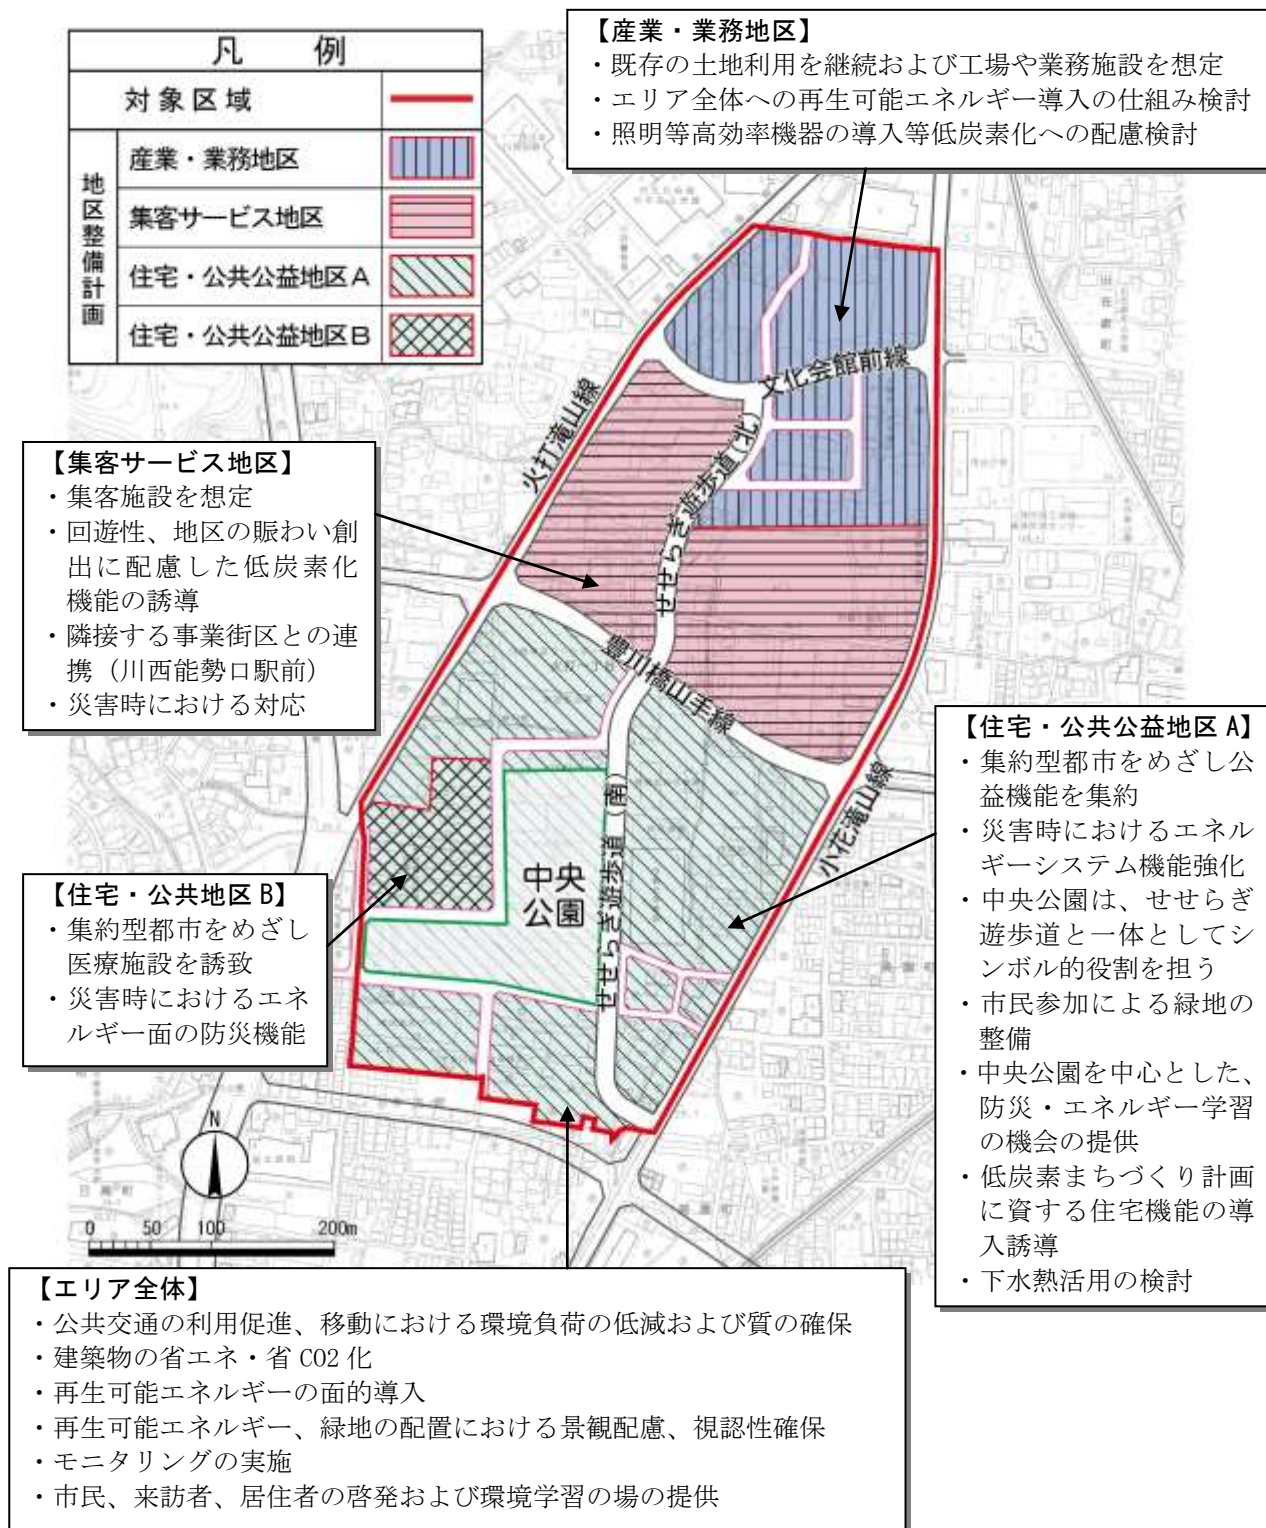 凡 例
対象区域
地区整備計画
産業・業務地区
集客サービス地区
住宅・公共公益地区A
住宅・公共公益地区B
【産業・業務地区】
・既存の土地利用を継続および工場や業務施設を想定
・エリア全体への再生可能エネルギー導入の仕組み検討
・照明等高効率機器の導入等低炭素化への配慮検討
文化会館前線
火打滝山線
せせらぎ遊歩道(北)
【集客サービス地区】
・集客施設を想定
・回遊性、地区の賑わい創
出に配慮した低炭素化
機能の誘導
・隣接する事業街区との連
携（川西能勢口駅前）
・災害時における対応
豊川橋山手線
小花滝山線
せせらぎ遊歩道（南）
中央
公園
【住宅・公共公益地区 A】
・集約型都市をめざし公
益機能を集約
・災害時におけるエネル
ギーシステム機能強化
・中央公園は、せせらぎ
遊歩道と一体としてシ
ンボル的役割を担う
・市民参加による緑地の
整備
・中央公園を中心とした、
防災・エネルギー学習
の機会の提供
・低炭素まちづくり計画
に資する住宅機能の導
入誘導
・下水熱活用の検討
【住宅・公共地区 B】
・集約型都市をめざし
医療施設を誘致
・災害時におけるエネ
ルギー面の防災機能
N
0 50 100 200m
【エリア全体】
・公共交通の利用促進、移動における環境負荷の低減および質の確保
・建築物の省エネ・省 CO2 化
・再生可能エネルギーの面的導入
・再生可能エネルギー、緑地の配置における景観配慮、視認性確保
・モニタリングの実施
・市民、来訪者、居住者の啓発および環境学習の場の提供